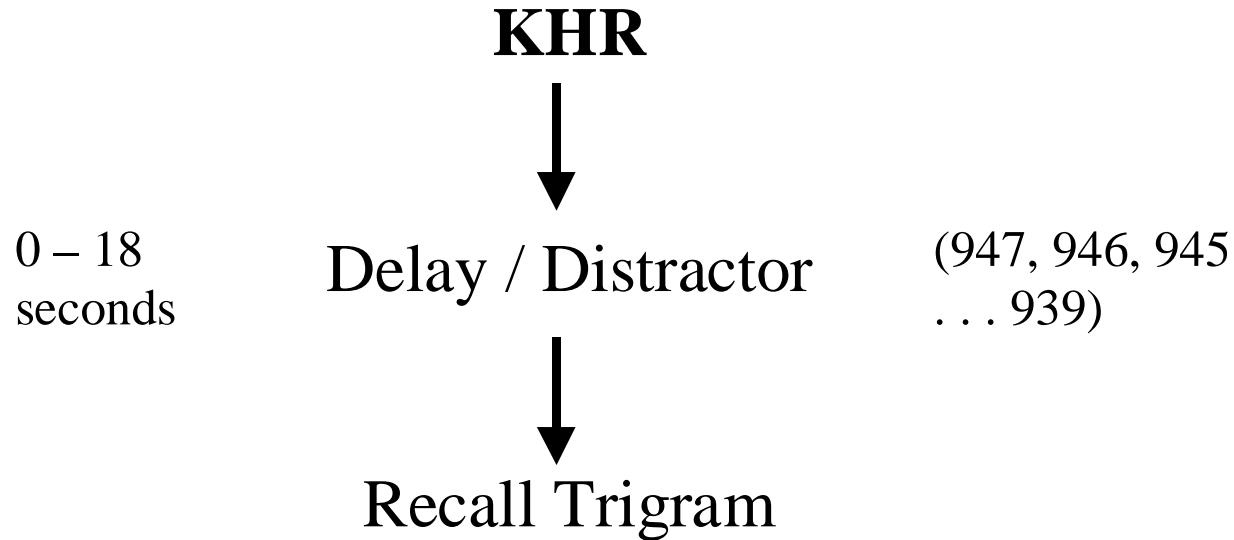 KHR
0 – 18
seconds
Delay / Distractor
(947, 946, 945
. . . 939)
Recall Trigram